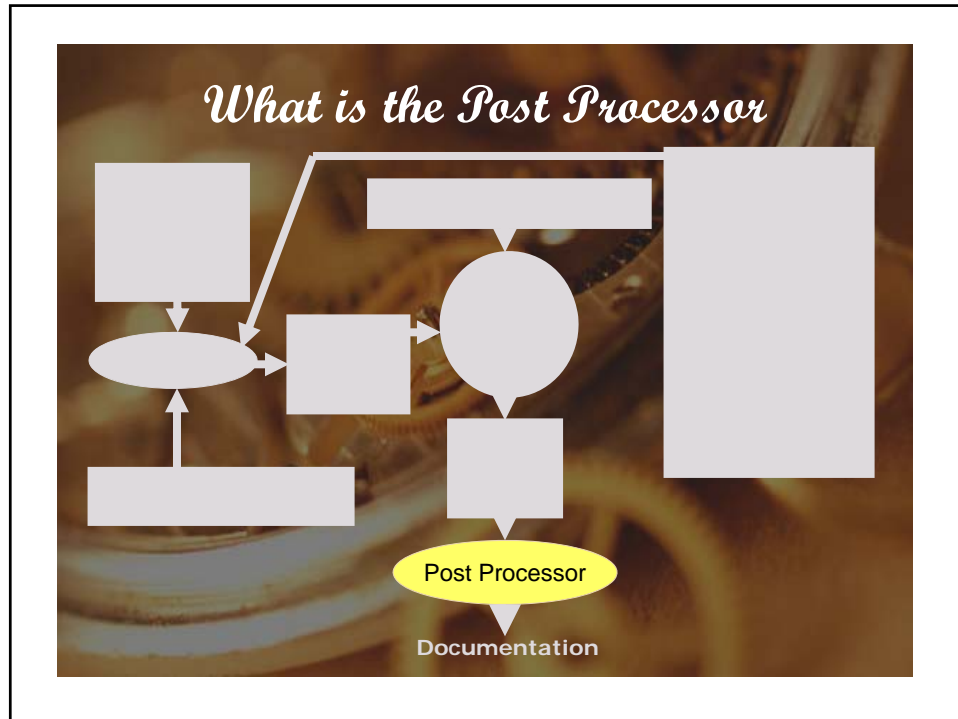 What is the Post Processor
Post Processor
Documentation